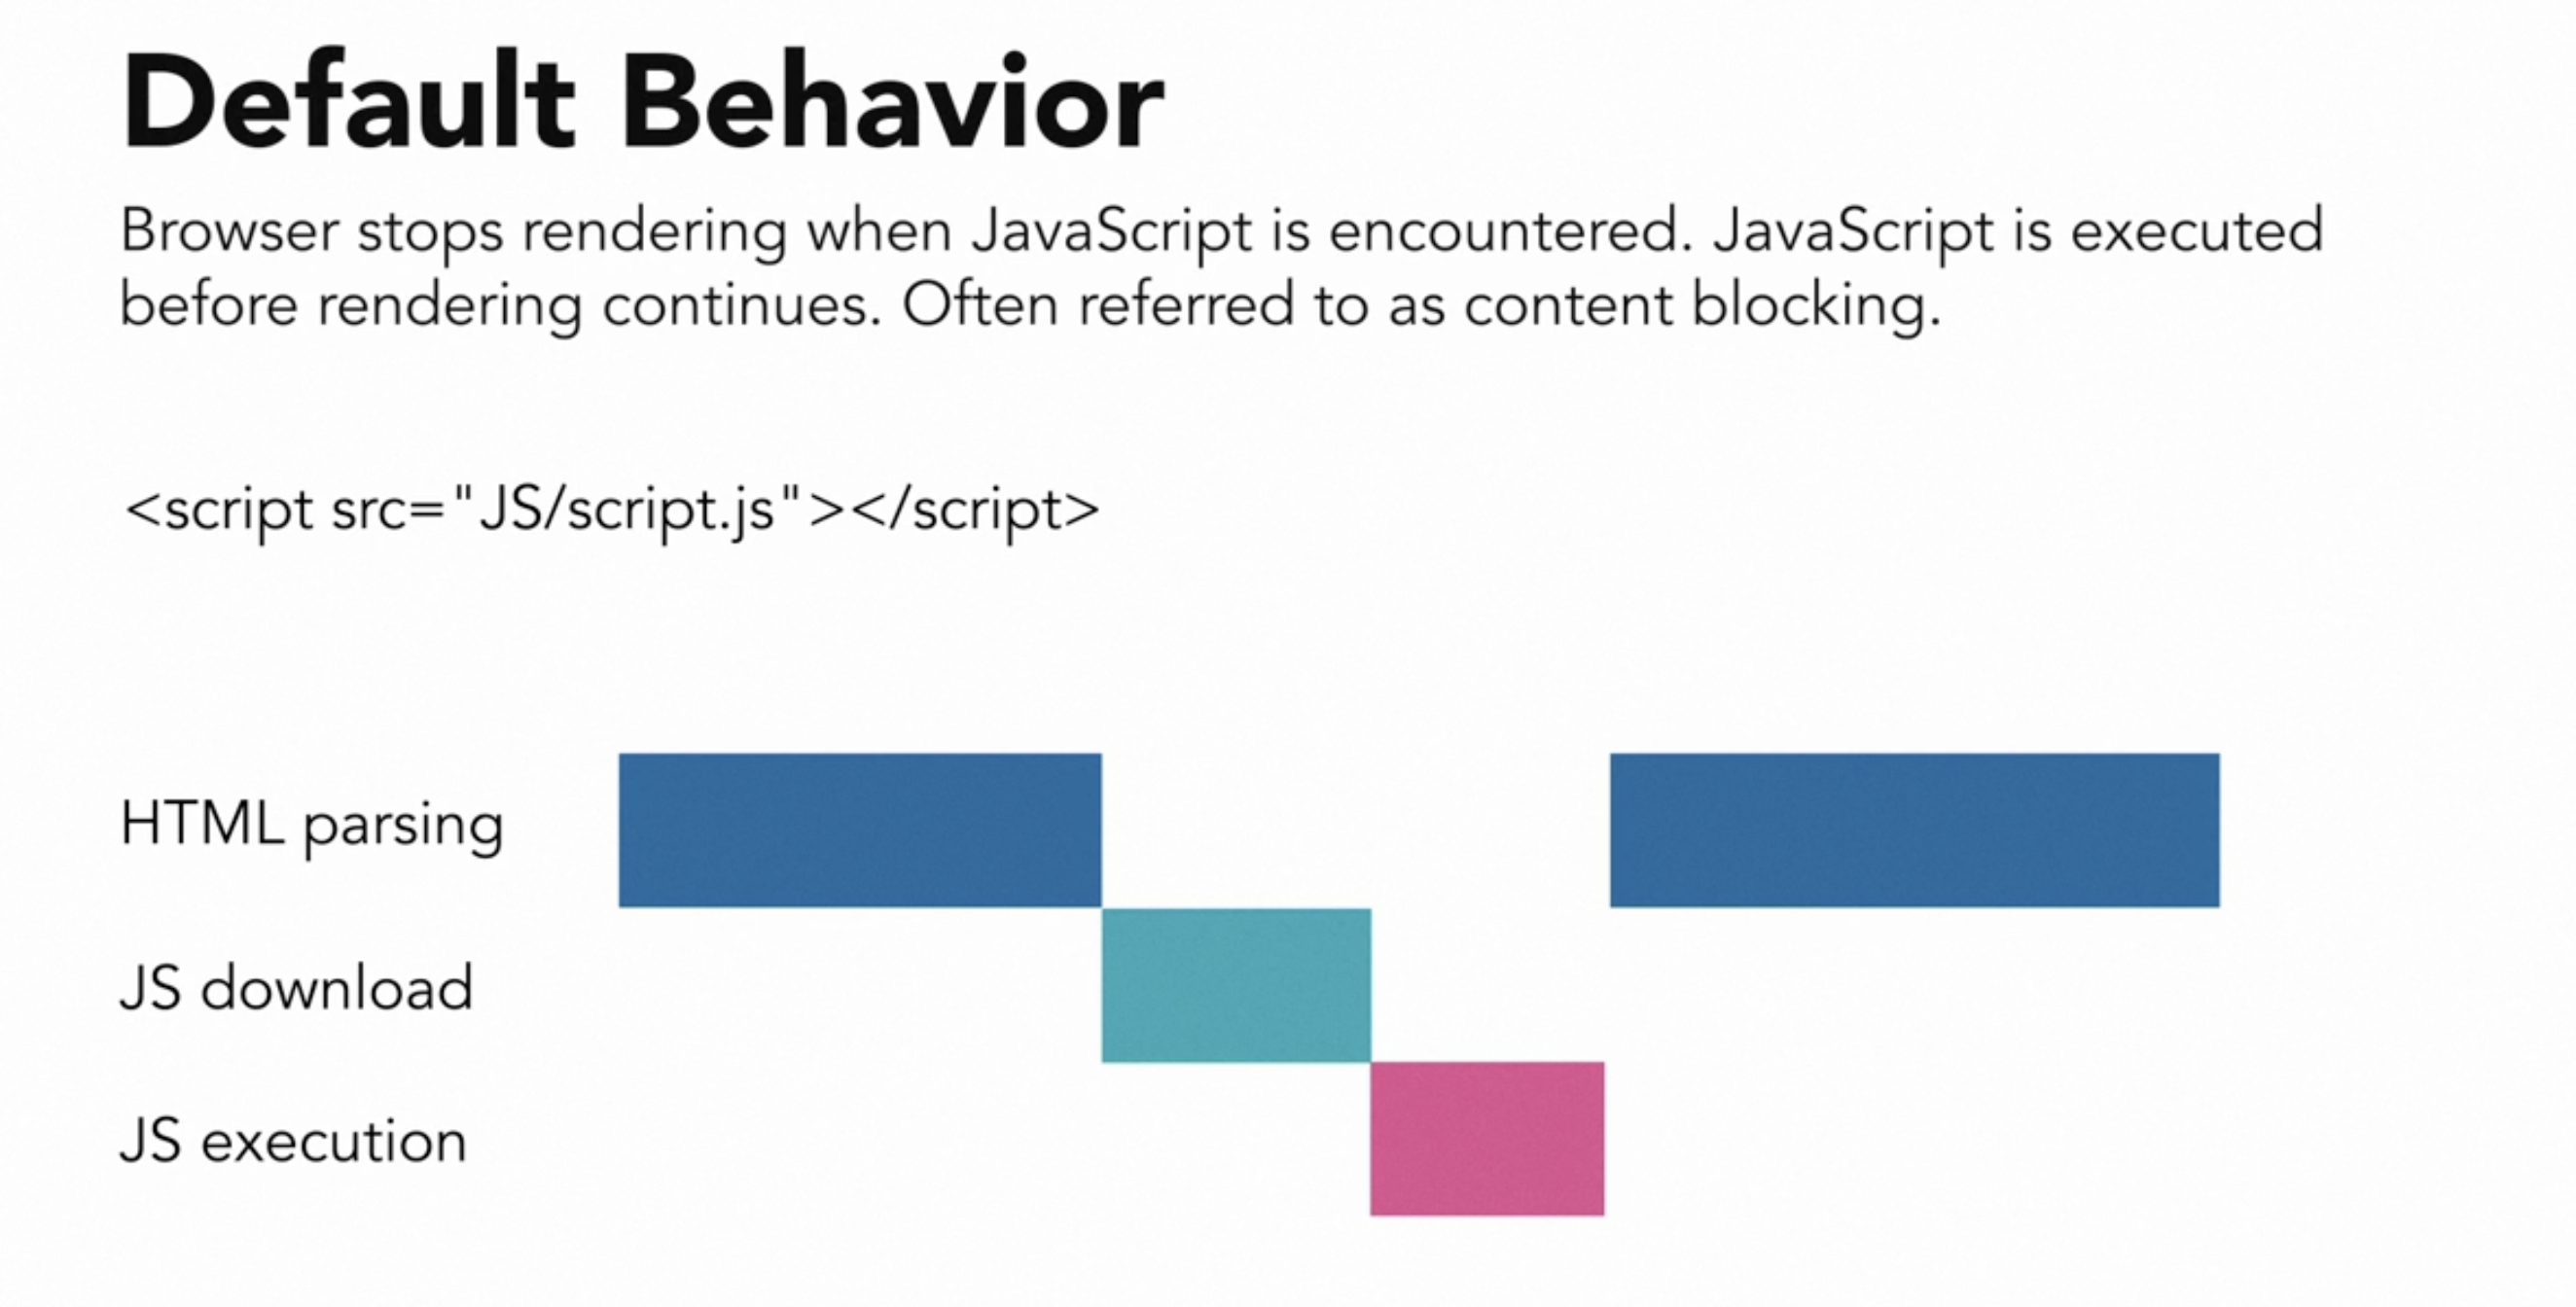 Default Behavior
Browser stops rendering when JavaScript is encountered. JavaScript is executed
before rendering continues. Often referred to as content blocking.
<script src="JS/script.js"></script>
HTML parsing
JS download
JS execution